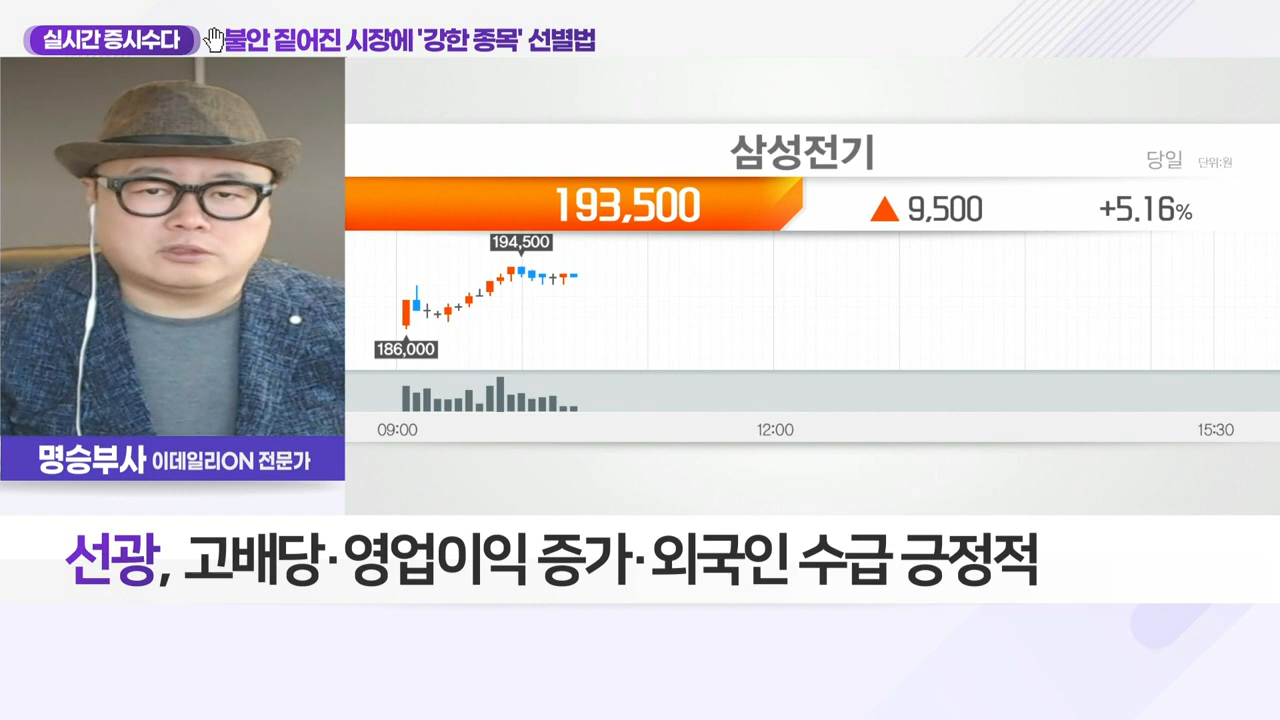 실시간 증시수다 불안 짙어진 시장에 '강한 종목' 선별법
삼성전기
당일 단위:원
193,500 ▲ 9,500 +5.16%
194,500
186,000
09:00 12:00 15:30
명승부사 이데일리ON 전문가
선광, 고배당·영업이익 증가·외국인 수급 긍정적